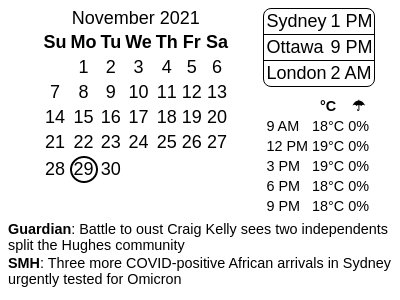 November 2021
Su Mo Tu We Th Fr Sa
1 2 3 4 5 6
7 8 9 10 11 12 13
14 15 16 17 18 19 20
21 22 23 24 25 26 27
28 29 30
Sydney 1 PM
Ottawa 9 PM
London 2 AM
°C ☂
9 AM 18°C 0%
12 PM 19°C 0%
3 PM 19°C 0%
6 PM 18°C 0%
9 PM 18°C 0%
Guardian: Battle to oust Craig Kelly sees two independents
split the Hughes community
SMH: Three more COVID-positive African arrivals in Sydney
urgently tested for Omicron